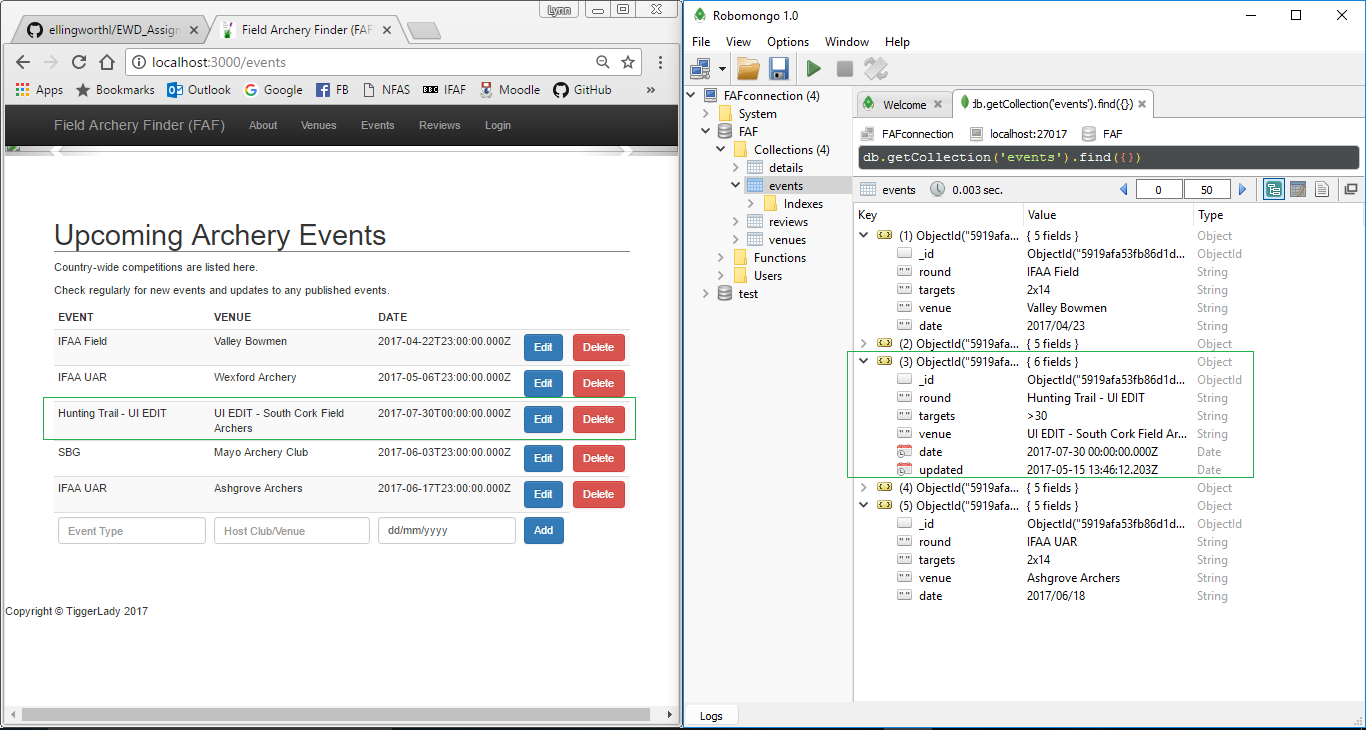 Lynn
ellingworthl/EWD_Assign
Field Archery Finder (FAF
localhost:3000/events
Apps
Bookmarks
Outlook
Google
FB
NFAS
IFAF
Moodle
GitHub
»
Field Archery Finder (FAF)
About
Venues
Events
Reviews
Login
Upcoming Archery Events
Country-wide competitions are listed here.
Check regularly for new events and updates to any published events.
EVENT VENUE DATE
IFAA Field Valley Bowmen 2017-04-22T23:00:00.000Z Edit Delete
IFAA UAR Wexford Archery 2017-05-06T23:00:00.000Z Edit Delete
Hunting Trail - UI EDIT UI EDIT - South Cork Field 2017-07-30T00:00:00.000Z Edit Delete
Archers
SBG Mayo Archery Club 2017-06-03T23:00:00.000Z Edit Delete
IFAA UAR Ashgrove Archers 2017-06-17T23:00:00.000Z Edit Delete
Event Type Host Club/Venue dd/mm/yyyy Add
Copyright © TiggerLady 2017
Robomongo 1.0
File View Options Window Help
FAFconnection (4)
System
FAF
Collections (4)
details
events
Indexes
reviews
venues
Functions
Users
test
Welcome
db.getCollection('events').find({})
FAFconnection localhost:27017 FAF
db.getCollection('events').find({})
events 0.003 sec. 0 50
Key Value Type
(1) ObjectId("5919afa... { 5 fields } Object
_id ObjectId("5919afa53fb86d1d... ObjectId
round IFAA Field String
targets 2x14 String
venue Valley Bowmen String
date 2017/04/23 String
(2) ObjectId("5919afa... { 5 fields } Object
(3) ObjectId("5919afa... { 6 fields } Object
_id ObjectId("5919afa53fb86d1d... ObjectId
round Hunting Trail - UI EDIT String
targets >30 String
venue UI EDIT - South Cork Field Ar... String
date 2017-07-30 00:00:00.000Z Date
updated 2017-05-15 13:46:12.203Z Date
(4) ObjectId("5919afa... { 5 fields } Object
(5) ObjectId("5919afa... { 5 fields } Object
_id ObjectId("5919afa53fb86d1d... ObjectId
round IFAA UAR String
targets 2x14 String
venue Ashgrove Archers String
date 2017/06/18 String
Logs